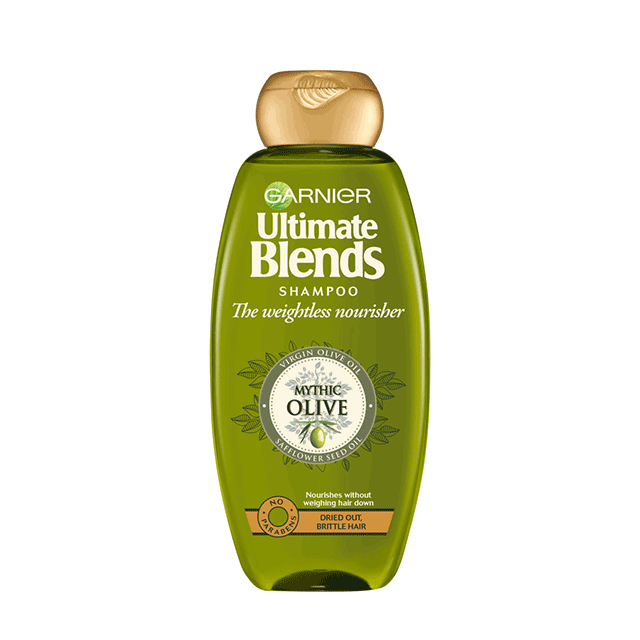 GARNIER
Ultimate
Blends
SHAMPOO
The weightless nourisher
VIRGIN OLIVE OIL
MYTHIC
OLIVE
SAFFLOWER SEED OIL
Nourishes without
weighing hair down
NO
PARABENS
DRIED OUT,
BRITTLE HAIR